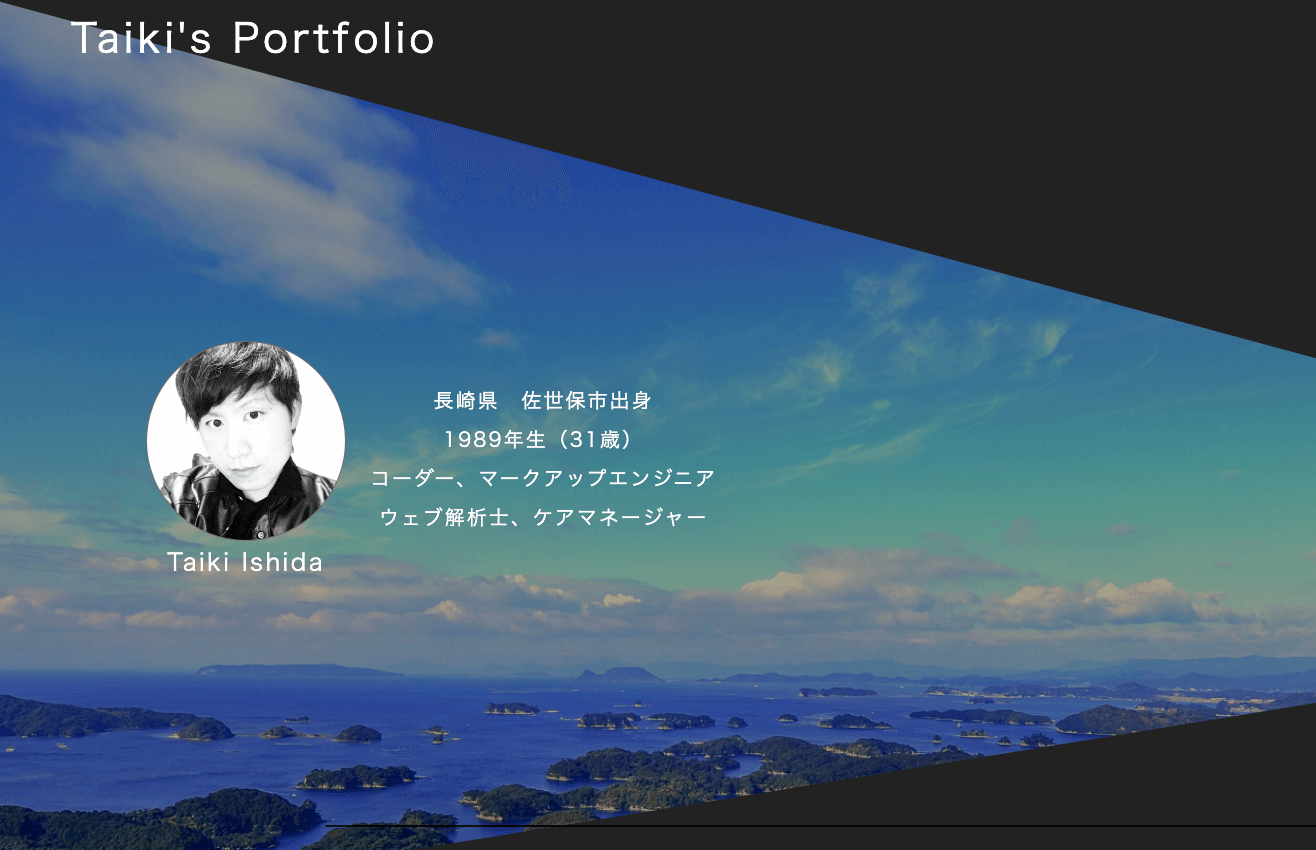 Taiki's Portfolio
長崎県　佐世保市出身
1989年生（31歳）
コーダー、マークアップエンジニア
ウェブ解析士、ケアマネージャー
Taiki Ishida